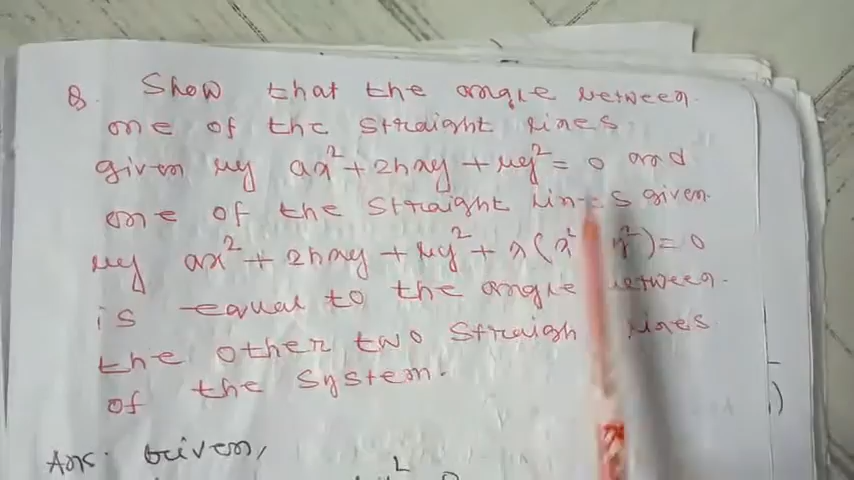 Q. Show that the angle between
one of the straight lines
given by ax² + 2hxy + by² = 0 and
one of the straight lines given
by ax² + 2hxy + by² + λ(x² y²) = 0
is equal to the angle between
the other two straigh lines
of the system.
Ans: Given,